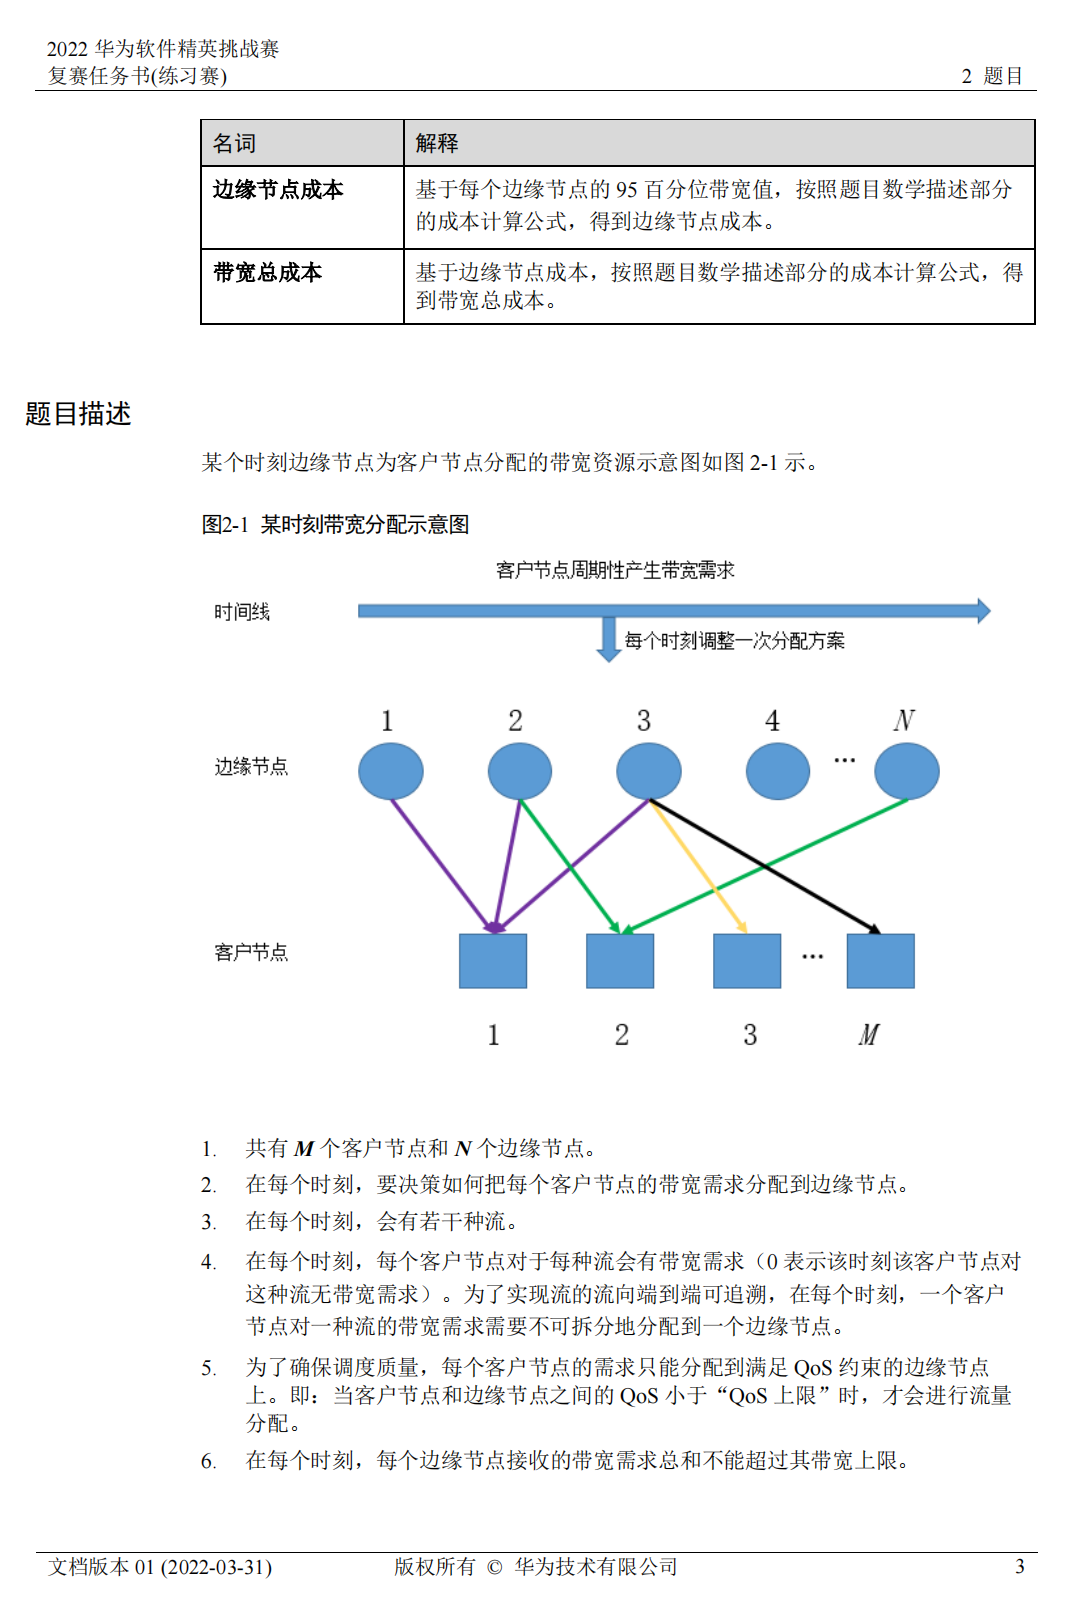 2022 华为软件精英挑战赛
复赛任务书(练习赛)
2 题目
名词
解释
边缘节点成本
基于每个边缘节点的 95 百分位带宽值，按照题目数学描述部分
的成本计算公式，得到边缘节点成本。
带宽总成本
基于边缘节点成本，按照题目数学描述部分的成本计算公式，得
到带宽总成本。
题目描述
某个时刻边缘节点为客户节点分配的带宽资源示意图如图 2-1 示。
图2-1 某时刻带宽分配示意图
客户节点周期性产生带宽需求
时间线
每个时刻调整一次分配方案
1 2 3 4 N
边缘节点
…
客户节点
…
1 2 3 M
1. 共有 M 个客户节点和 N 个边缘节点。
2. 在每个时刻，要决策如何把每个客户节点的带宽需求分配到边缘节点。
3. 在每个时刻，会有若干种流。
4. 在每个时刻，每个客户节点对于每种流会有带宽需求（0 表示该时刻该客户节点对
这种流无带宽需求）。为了实现流的流向端到端可追溯，在每个时刻，一个客户
节点对一种流的带宽需求需要不可拆分地分配到一个边缘节点。
5. 为了确保调度质量，每个客户节点的需求只能分配到满足 QoS 约束的边缘节点
上。即：当客户节点和边缘节点之间的 QoS 小于“QoS 上限”时，才会进行流量
分配。
6. 在每个时刻，每个边缘节点接收的带宽需求总和不能超过其带宽上限。
文档版本 01 (2022-03-31)
版权所有 © 华为技术有限公司
3